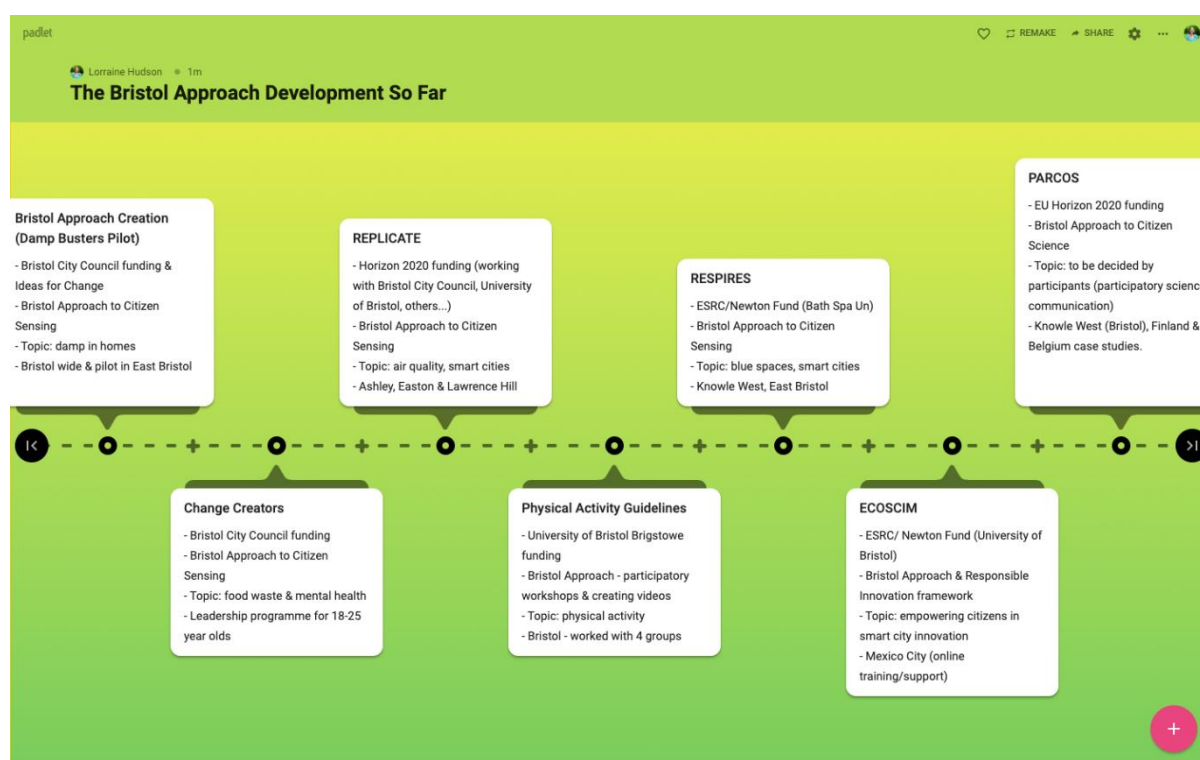 padlet
REMAKE
SHARE
Lorraine Hudson • 1m
The Bristol Approach Development So Far
Bristol Approach Creation
(Damp Busters Pilot)
- Bristol City Council funding &
Ideas for Change
- Bristol Approach to Citizen
Sensing
- Topic: damp in homes
- Bristol wide & pilot in East Bristol
Change Creators
- Bristol City Council funding
- Bristol Approach to Citizen
Sensing
- Topic: food waste & mental health
- Leadership programme for 18-25
year olds
REPLICATE
- Horizon 2020 funding (working
with Bristol City Council, University
of Bristol, others...)
- Bristol Approach to Citizen
Sensing
- Topic: air quality, smart cities
- Ashley, Easton & Lawrence Hill
Physical Activity Guidelines
- University of Bristol Brigstowe
funding
- Bristol Approach - participatory
workshops & creating videos
- Topic: physical activity
- Bristol - worked with 4 groups
RESPIRES
- ESRC/Newton Fund (Bath Spa Un)
- Bristol Approach to Citizen
Sensing
- Topic: blue spaces, smart cities
- Knowle West, East Bristol
ECOSCIM
- ESRC/ Newton Fund (University of
Bristol)
- Bristol Approach & Responsible
Innovation framework
- Topic: empowering citizens in
smart city innovation
- Mexico City (online
training/support)
PARCOS
- EU Horizon 2020 funding
- Bristol Approach to Citizen
Science
- Topic: to be decided by
participants (participatory scienc
communication)
- Knowle West (Bristol), Finland &
Belgium case studies.